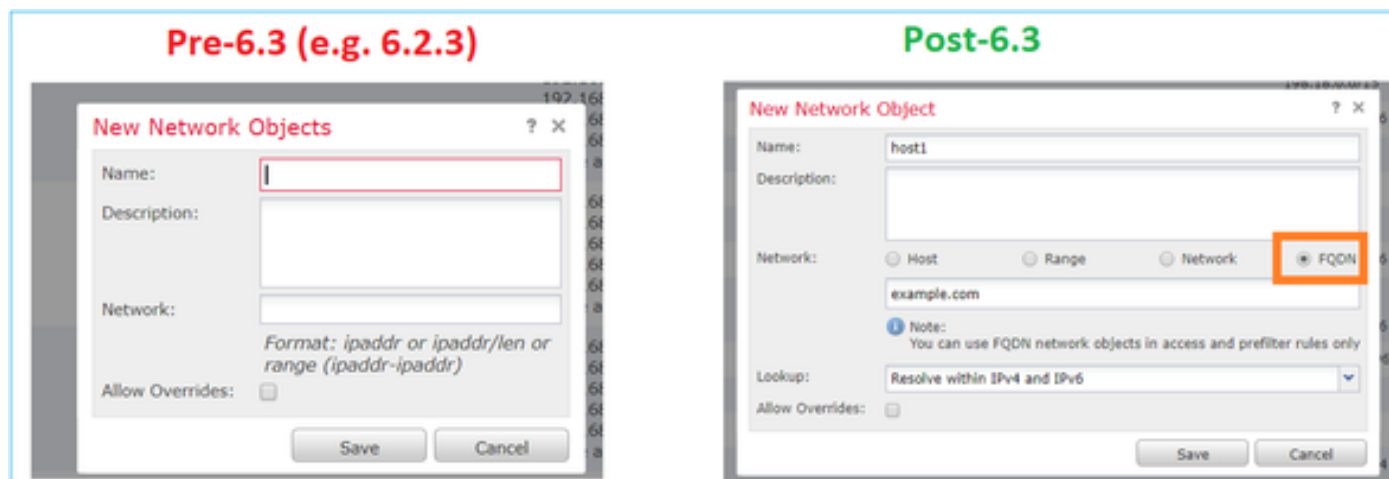 Pre-6.3 (e.g. 6.2.3)
192.168
New Network Objects
? ×
Name:
Description:
Network:
Format: ipaddr or ipaddr/len or
range (ipaddr-ipaddr)
Allow Overrides:
Save
Cancel
Post-6.3
New Network Object
? ×
Name:
host1
Description:
Network:
Host
Range
Network
FQDN
example.com
Note:
You can use FQDN network objects in access and prefilter rules only
Lookup:
Resolve within IPv4 and IPv6
Allow Overrides:
Save
Cancel